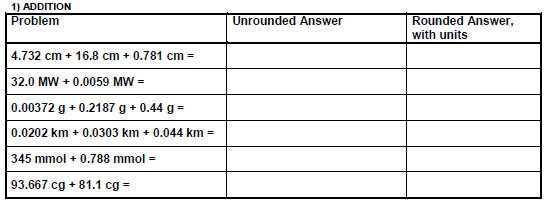 1) ADDITION
Problem Unrounded Answer Rounded Answer,
with units
4.732 cm + 16.8 cm + 0.781 cm =
32.0 MW + 0.0059 MW =
0.00372 g + 0.2187 g + 0.44 g =
0.0202 km + 0.0303 km + 0.044 km =
345 mmol + 0.788 mmol =
93.667 cg + 81.1 cg =